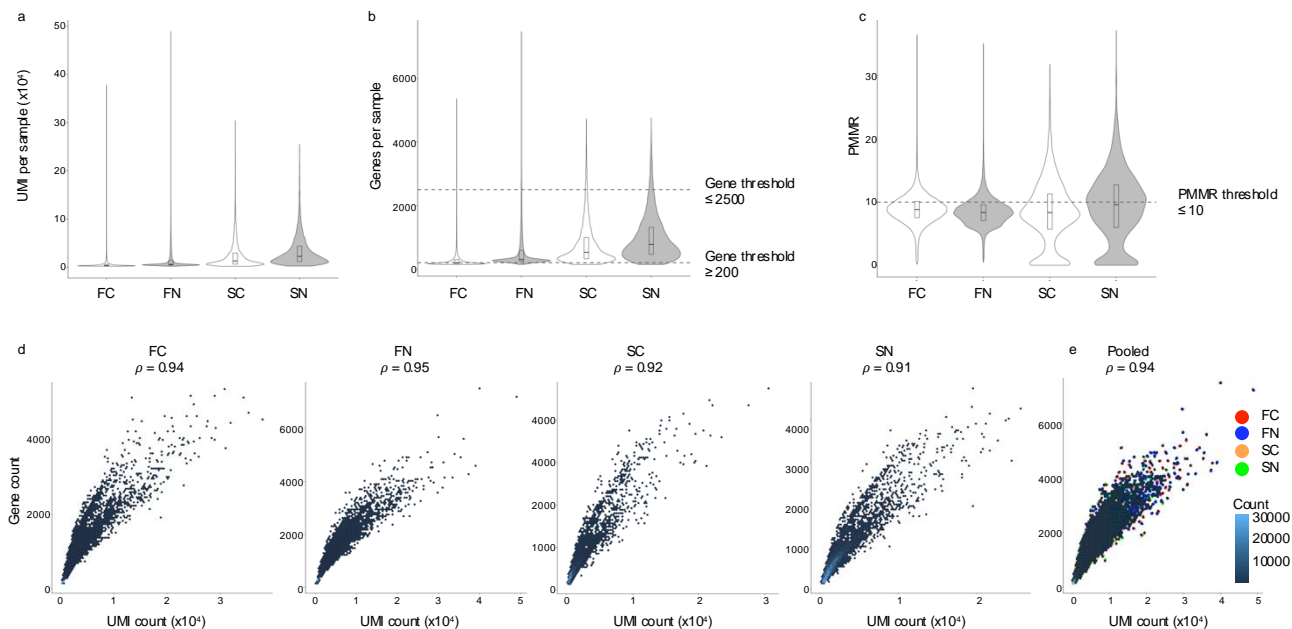 a
UMI per sample (x10⁴)
50
40
30
20
10
0
FC
FN
SC
SN
b
Genes per sample
6000
4000
2000
0
FC
FN
SC
SN
Gene threshold
≤ 2500
Gene threshold
≥ 200
c
PMMR
30
20
10
0
FC
FN
SC
SN
PMMR threshold
≤ 10
d
FC
ρ = 0.94
Gene count
4000
2000
0
0
1
2
3
UMI count (x10⁴)
FN
ρ = 0.95
6000
4000
2000
0
0
1
2
3
4
5
UMI count (x10⁴)
SC
ρ = 0.92
4000
4000
2000
1000
0
0
1
2
3
UMI count (x10⁴)
SN
ρ = 0.91
4000
3000
2000
1000
0
0
1
2
UMI count (x10⁴)
e
Pooled
ρ = 0.94
6000
4000
2000
0
0
1
2
3
4
5
UMI count (x10⁴)
FC
FN
SC
SN
Count
30000
20000
10000